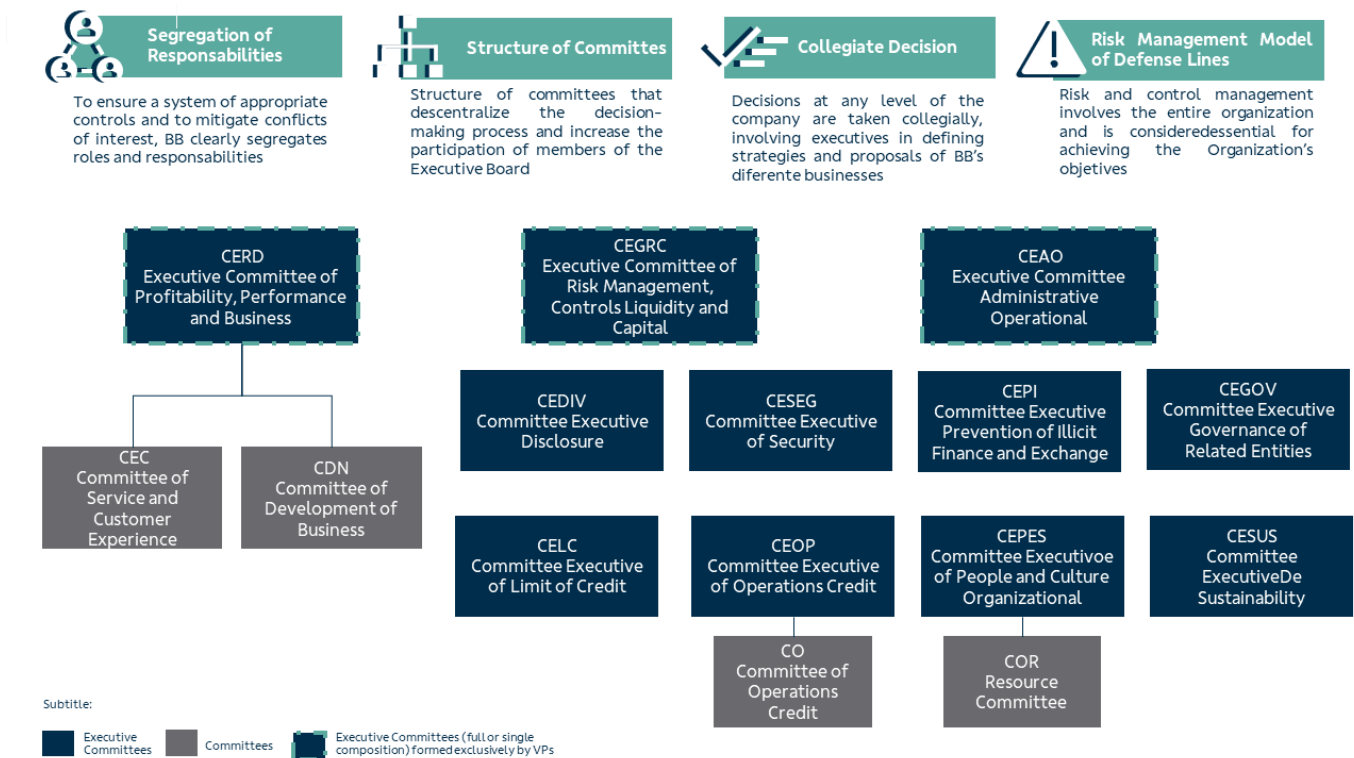 Segregation of
Responsabilities
To ensure a system of appropriate
controls and to mitigate conflicts
of interest, BB clearly segregates
roles and responsabilities
Structure of Committes
Structure of committees that
descentralize the decision-
making process and increase the
participation of members of the
Executive Board
Collegiate Decision
Decisions at any level of the
company are taken collegially,
involving executives in defining
strategies and proposals of BB's
diferente businesses
Risk Management Model
of Defense Lines
Risk and control management
involves the entire organization
and is consideredessential for
achieving the Organization's
objetives
CERD
Executive Committee of
Profitability, Performance
and Business
CEGRC
Executive Committee of
Risk Management,
Controls Liquidity and
Capital
CEAO
Executive Committee
Administrative
Operational
CEDIV
Committee Executive
Disclosure
CESEG
Committee Executive
of Security
CEPI
Committee Executive
Prevention of Illicit
Finance and Exchange
CEGOV
Committee Executive
Governance of
Related Entities
CEC
Committee of
Service and
Customer
Experience
CDN
Committee of
Development of
Business
CELC
Committee Executive
of Limit of Credit
CEOP
Committee Executive
of Operations Credit
CEPES
Committee Executivoe
of People and Culture
Organizational
CESUS
Committee
ExecutiveDe
Sustainability
CO
Committee of
Operations
Credit
COR
Resource
Committee
Subtitle:
Executive
Committees
Committees
Executive Committees (full or single
composition) formed exclusively by VPs